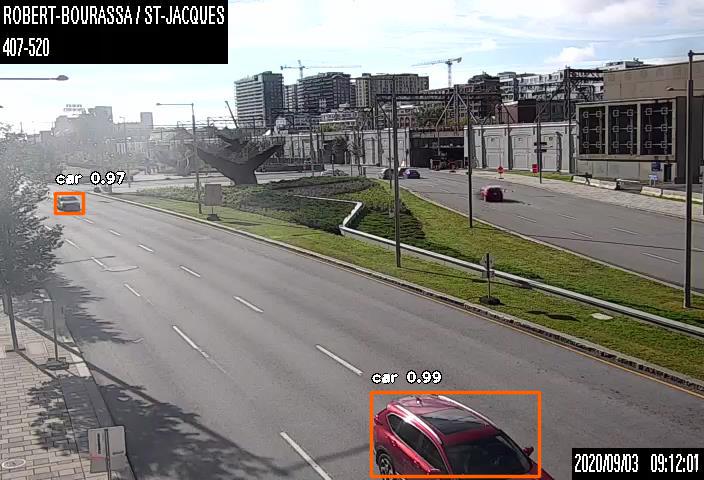 ROBERT-BOURASSA / ST-JACQUES
407-520
car 0.97
car 0.99
2020/09/03 09:12:01